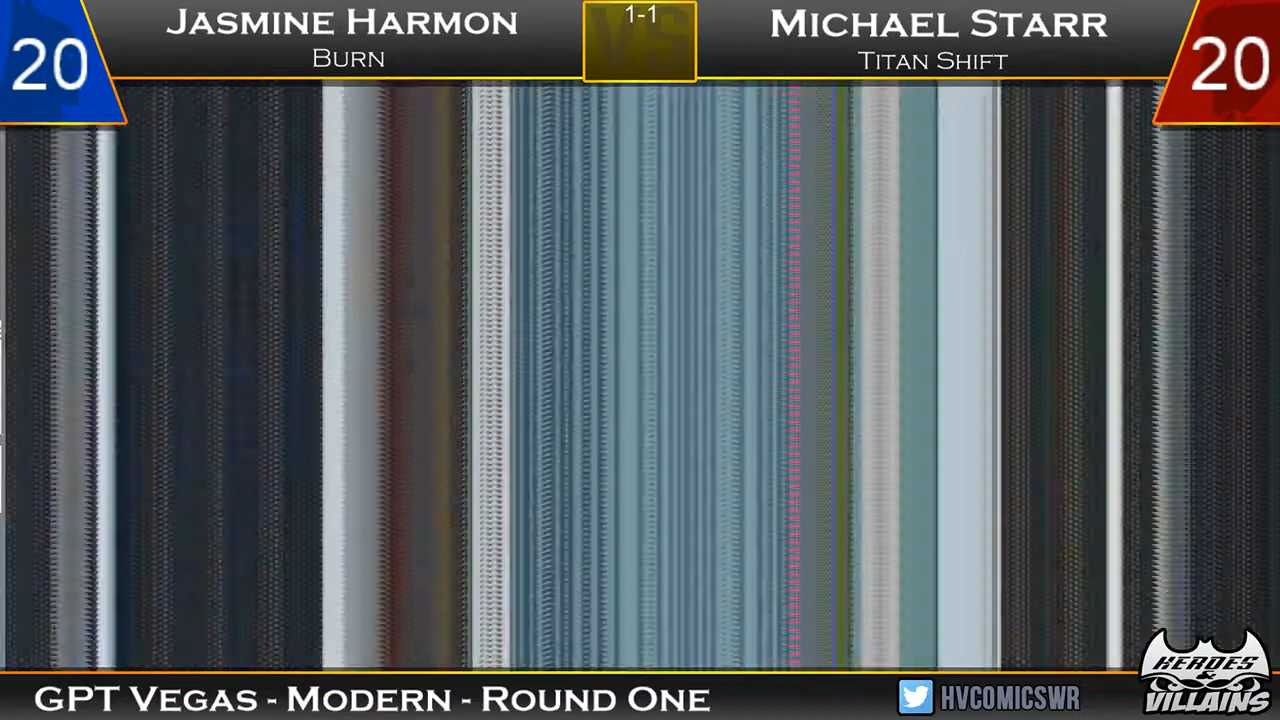 JASMINE HARMON
BURN
20
1-1
VS
MICHAEL STARR
TITAN SHIFT
20
GPT VEGAS - MODERN - ROUND ONE
HVCOMICSWR
HEROES
&
VILLAINS